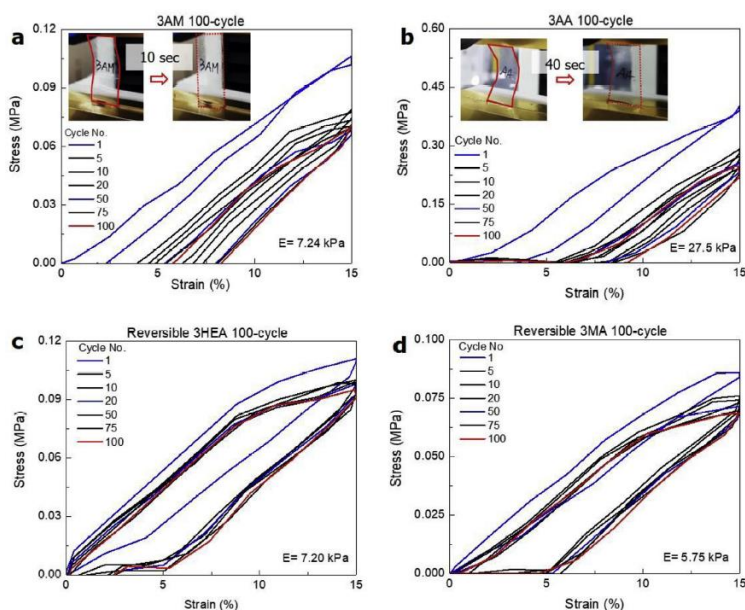 3AM 100-cycle
a
10 sec
3AM
3AM
Cycle No.
1
5
10
20
50
75
100
E= 7.24 kPa
Stress (MPa)
0.12
0.09
0.06
0.03
0.00
0
5
10
15
Strain (%)
3AA 100-cycle
b
40 sec
AA
Cycle No.
1
5
10
20
50
75
100
E= 27.5 kPa
Stress (MPa)
0.60
0.45
0.30
0.15
0.00
0
5
10
15
Strain (%)
Reversible 3HEA 100-cycle
c
Cycle No.
1
5
10
20
50
75
100
E= 7.20 kPa
Stress (MPa)
0.12
0.09
0.06
0.03
0.00
0
5
10
15
Strain (%)
Reversible 3MA 100-cycle
d
Cycle No
1
5
10
20
50
75
100
E= 5.75 kPa
Stress (MPa)
0.100
0.075
0.050
0.025
0.000
0
5
10
15
Strain (%)